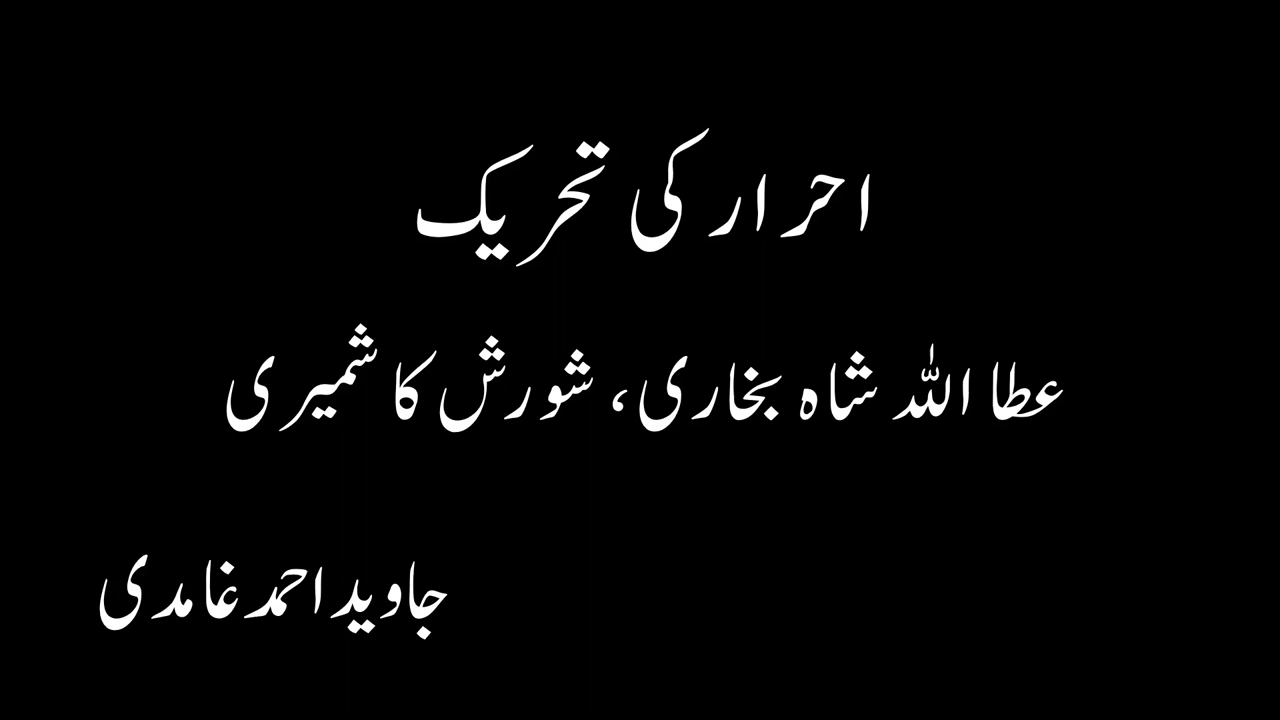 احرار کی تحریک
عطا اللہ شاہ بخاری، شورش کاشمیری
جاوید احمد غامدی